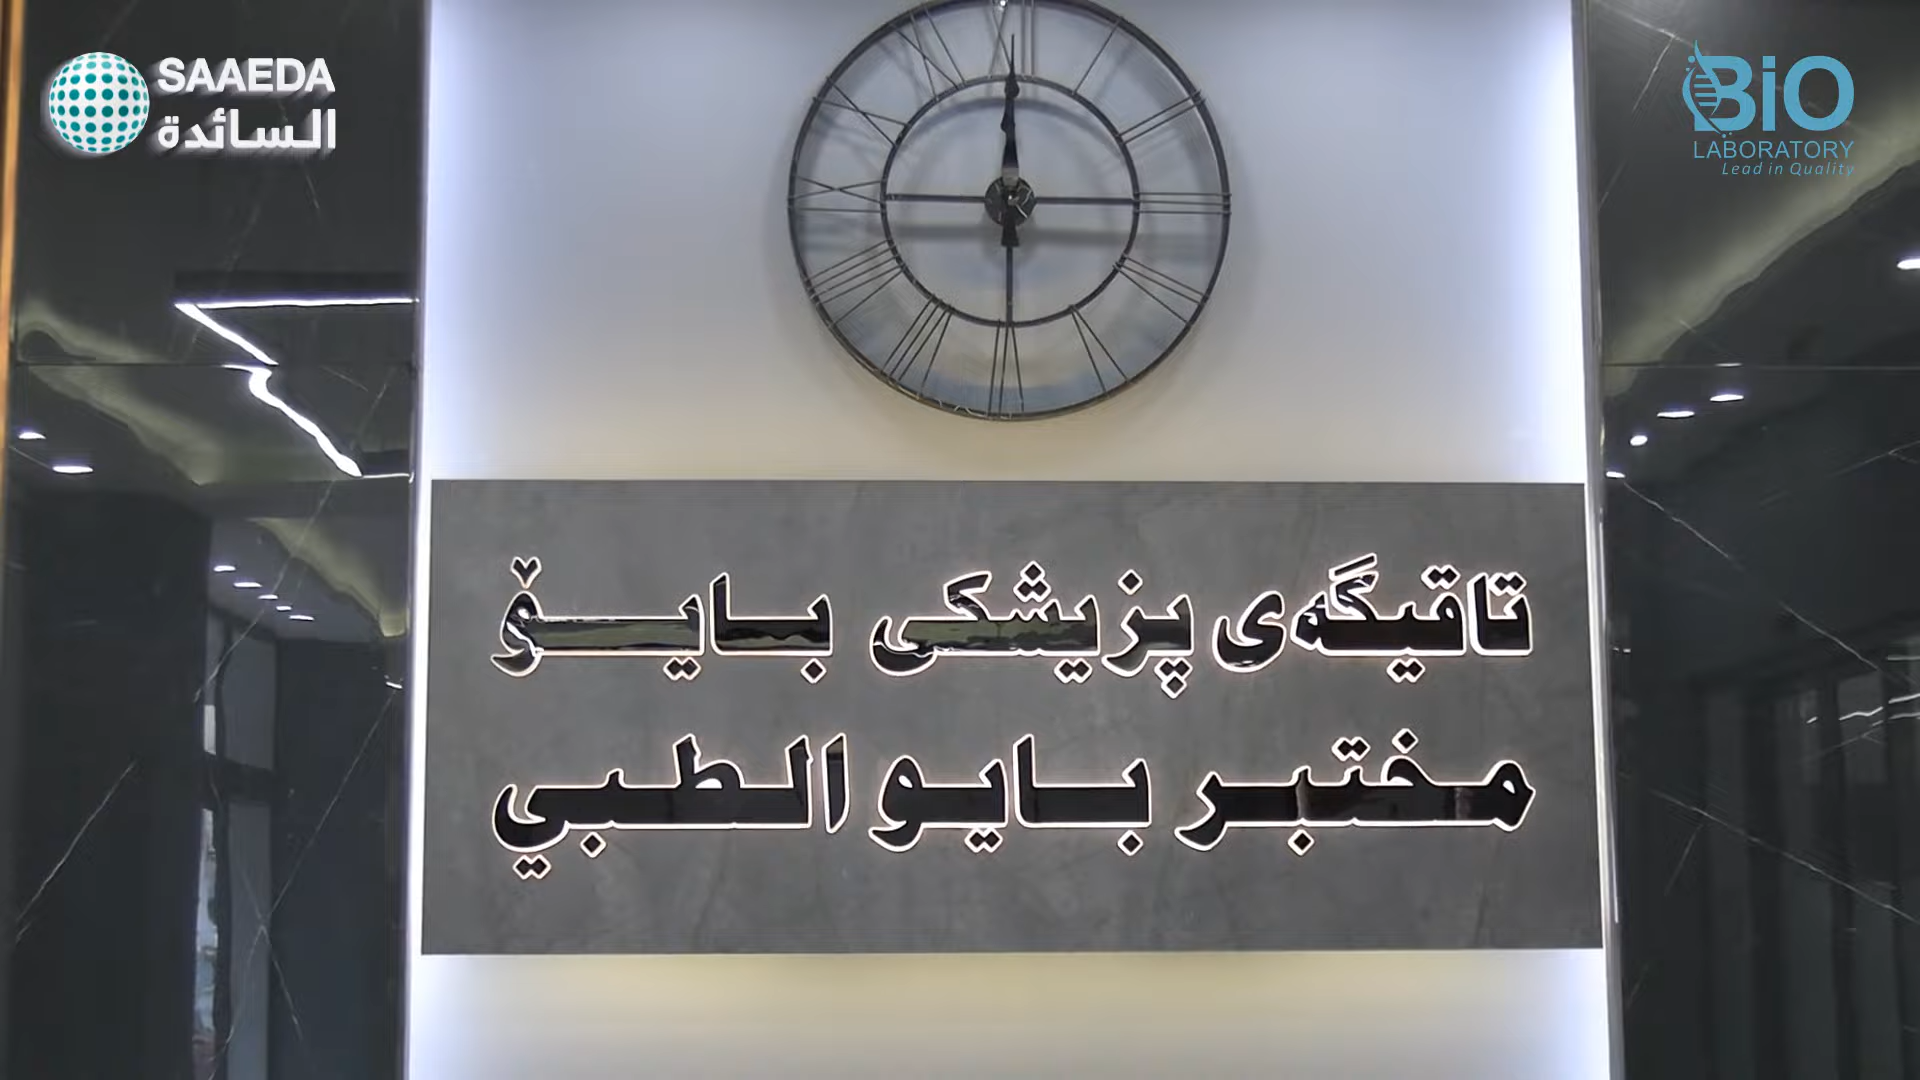 SAAEDA
السائدة
BiO
LABORATORY
Lead in Quality
تاقیگەی پزیشکی بایۆ
مختبر بايو الطبي